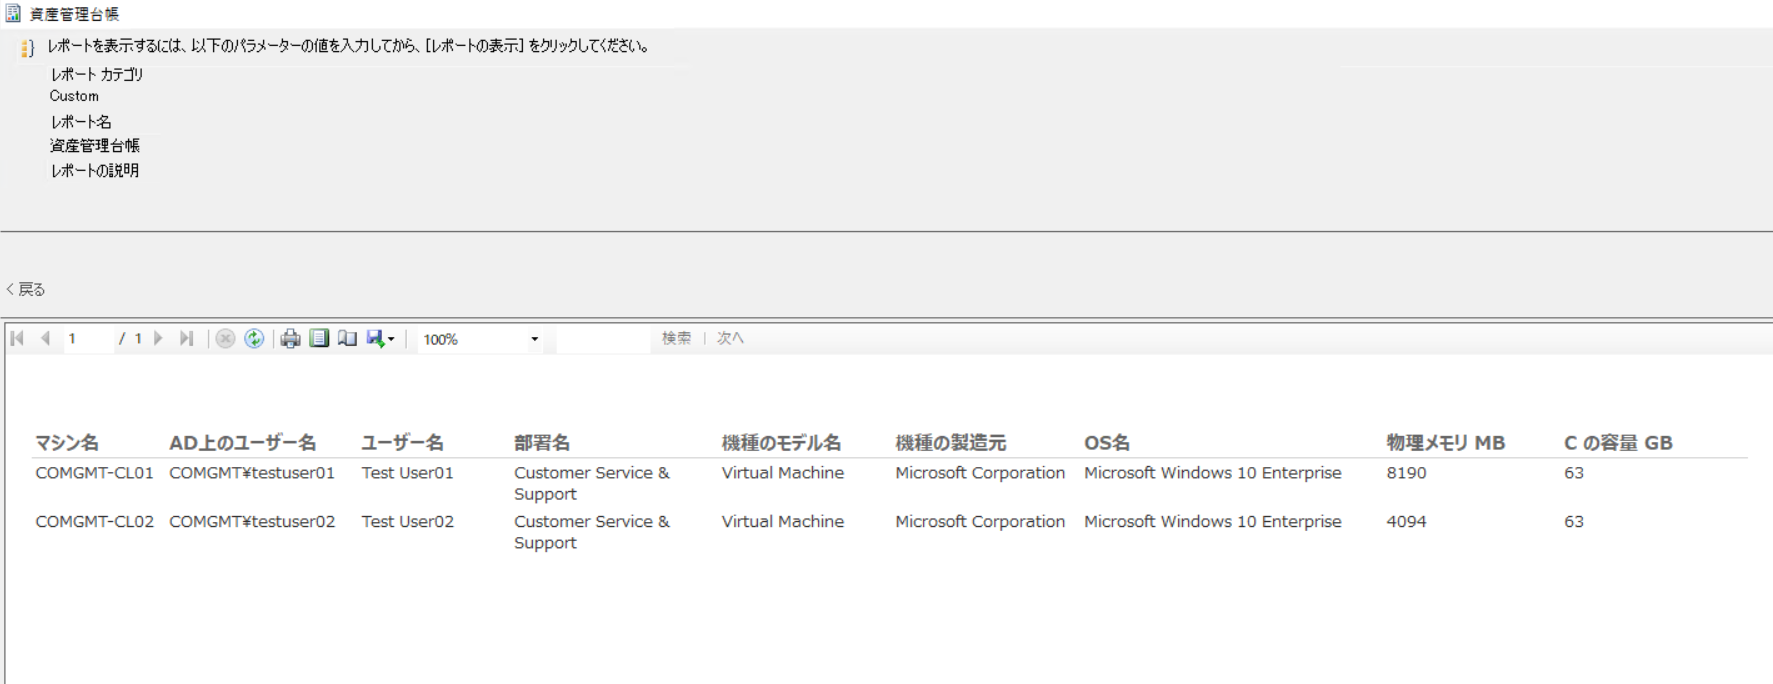 資産管理台帳
レポートを表示するには、以下のパラメーターの値を入力してから、[レポートの表示] をクリックしてください。
レポート カテゴリ
Custom
レポート名
資産管理台帳
レポートの説明
< 戻る
1 / 1 100% 検索 | 次へ
マシン名 AD上のユーザー名 ユーザー名 部署名 機種のモデル名 機種の製造元 OS名 物理メモリ MB C の容量 GB
COMGMT-CL01 COMGMT¥testuser01 Test User01 Customer Service & Virtual Machine Microsoft Corporation Microsoft Windows 10 Enterprise 8190 63
Support
COMGMT-CL02 COMGMT¥testuser02 Test User02 Customer Service & Virtual Machine Microsoft Corporation Microsoft Windows 10 Enterprise 4094 63
Support